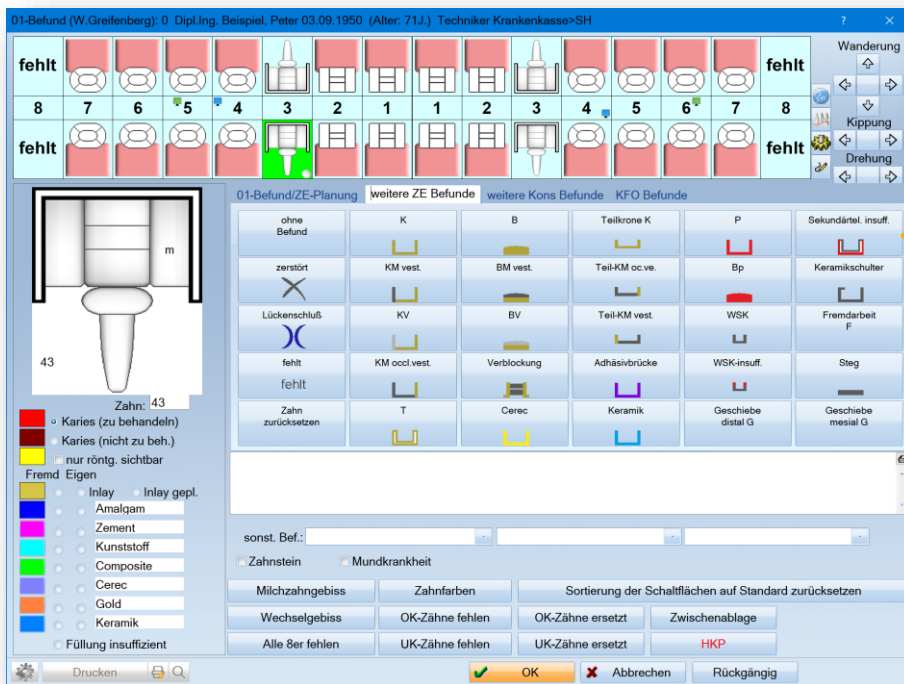 01-Befund (W.Greifenberg): 0 Dipl.Ing. Beispiel, Peter 03.09.1950 (Alter: 71J.) Techniker Krankenkasse>SH
? ×
fehlt fehlt
8 7 6 5 4 3 2 1 1 2 3 4 5 6 7 8
fehlt fehlt
Wanderung
Kippung
Drehung
m
43
Zahn: 43
Karies (zu behandeln)
Karies (nicht zu beh.)
nur röntg. sichtbar
Fremd Eigen
Inlay Inlay gepl.
Amalgam
Zement
Kunststoff
Composite
Cerec
Gold
Keramik
Füllung insuffizient
01-Befund/ZE-Planung weitere ZE Befunde weitere Kons Befunde KFO Befunde
ohne Befund K B Teilkrone K P Sekundärtel. insuff.
zerstört KM vest. BM vest. Teil-KM oc.ve. Bp Keramikschulter
Lückenschluß KV BV Teil-KM vest. WSK Fremdarbeit F
fehlt KM occl.vest. Verblockung Adhäsivbrücke WSK-insuff. Steg
fehlt
Zahn zurücksetzen T Cerec Keramik Geschiebe distal G Geschiebe mesial G
sonst. Bef.:
Zahnstein Mundkrankheit
Milchzahngebiss Zahnfarben Sortierung der Schaltflächen auf Standard zurücksetzen
Wechselgebiss OK-Zähne fehlen OK-Zähne ersetzt Zwischenablage
Alle 8er fehlen UK-Zähne fehlen UK-Zähne ersetzt HKP
Drucken OK Abbrechen Rückgängig